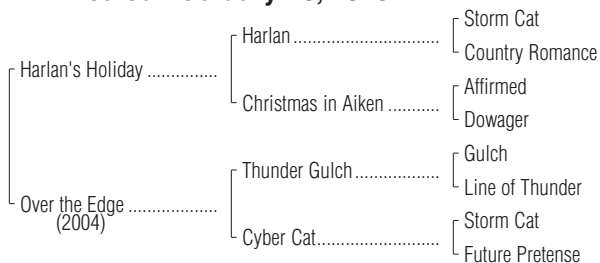 Storm Cat
Harlan ..............................
Country Romance
Harlan's Holiday ...............
Affirmed
Christmas in Aiken ...........
Dowager
Gulch
Thunder Gulch..................
Line of Thunder
Over the Edge ...................
(2004)
Storm Cat
Cyber Cat..........................
Future Pretense